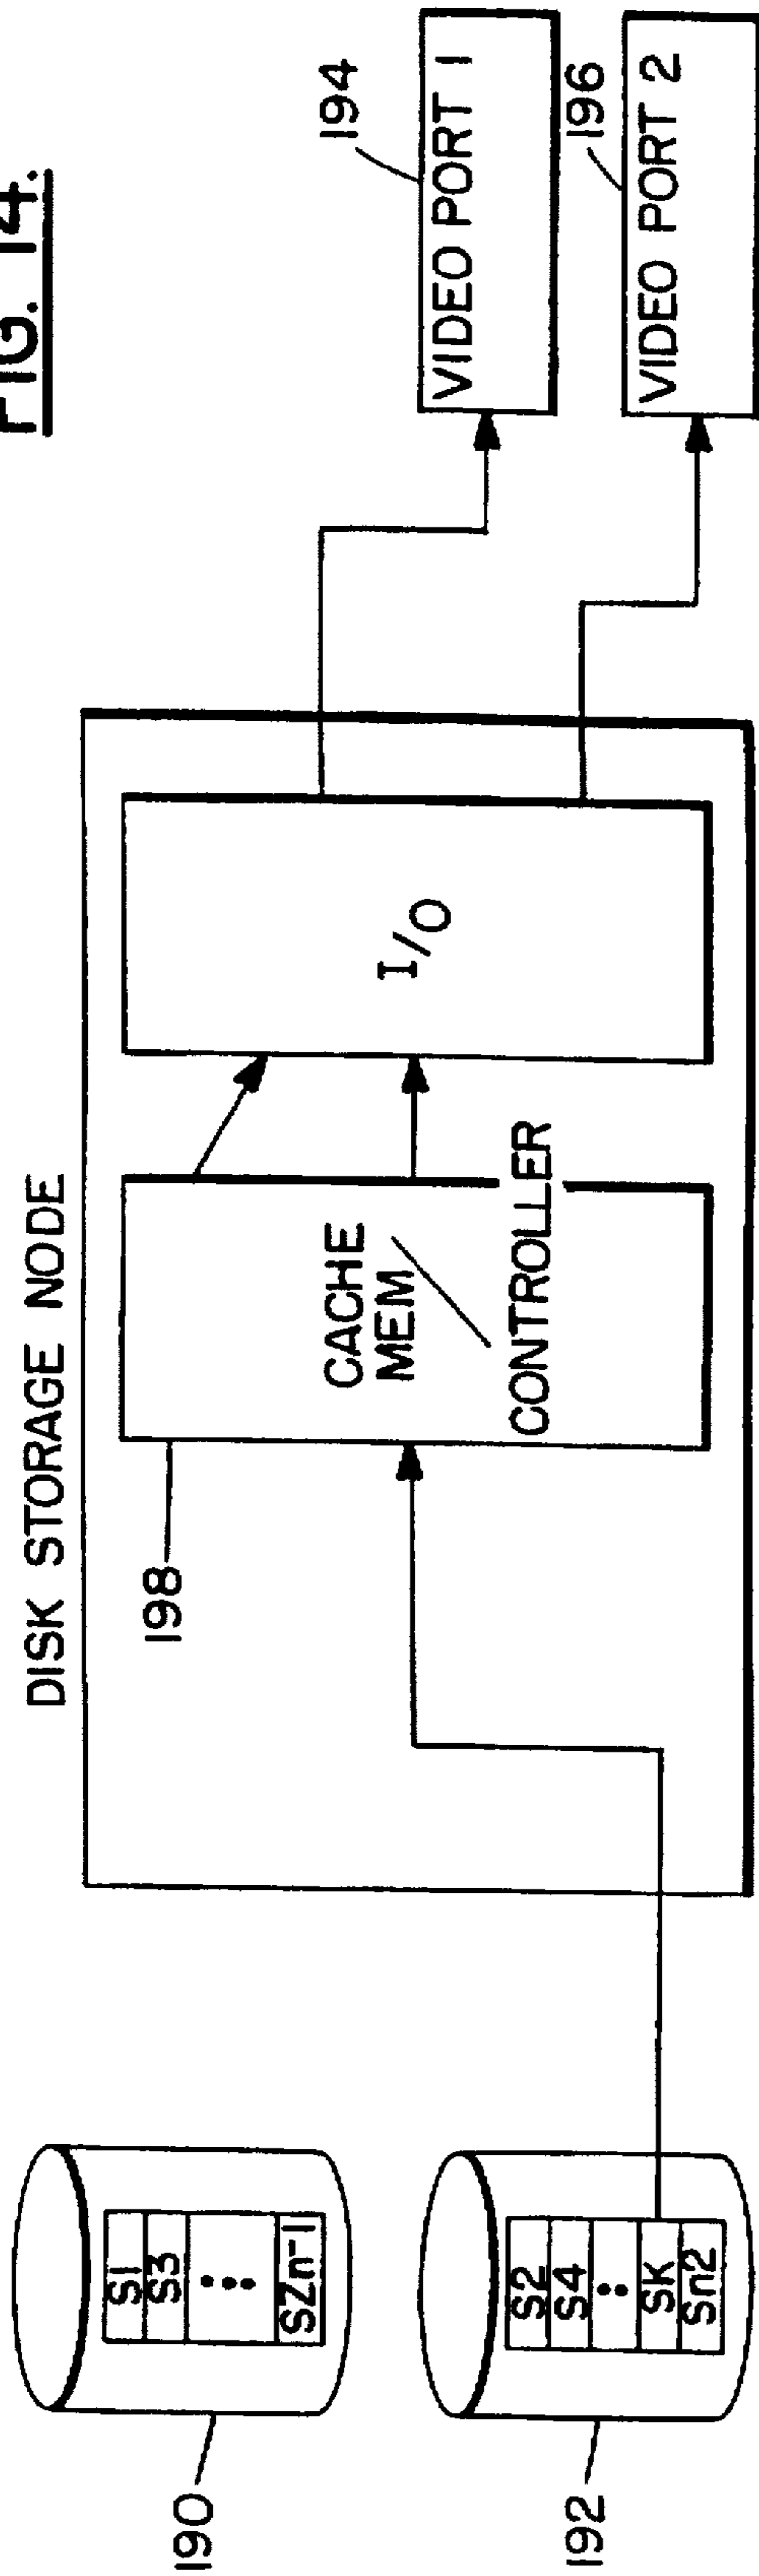 FIG. 14.
DISK STORAGE NODE
190
S1
S3
SZn-1
192
S2
S4
SK
Sn2
198
CACHE
MEM
/
CONTROLLER
I/O
194
VIDEO PORT 1
196
VIDEO PORT 2